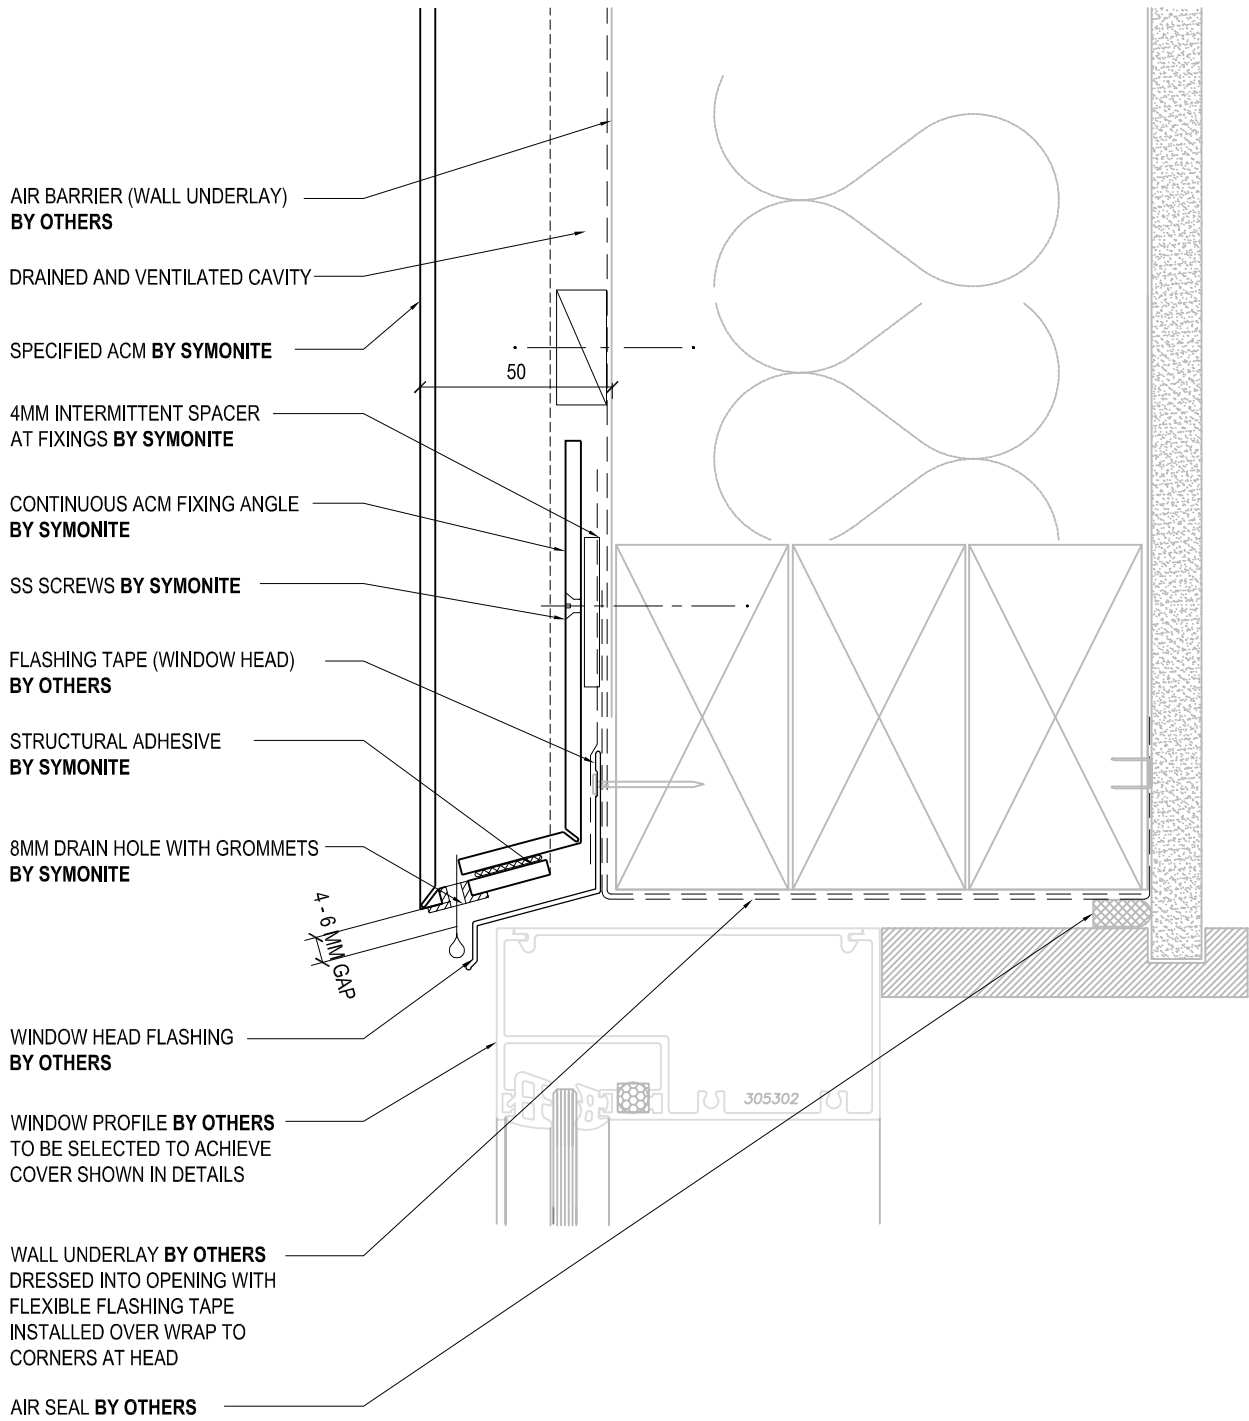 AIR BARRIER (WALL UNDERLAY)
BY OTHERS
DRAINED AND VENTILATED CAVITY
SPECIFIED ACM BY SYMONITE
50
4MM INTERMITTENT SPACER
AT FIXINGS BY SYMONITE
CONTINUOUS ACM FIXING ANGLE
BY SYMONITE
SS SCREWS BY SYMONITE
FLASHING TAPE (WINDOW HEAD)
BY OTHERS
STRUCTURAL ADHESIVE
BY SYMONITE
8MM DRAIN HOLE WITH GROMMETS
BY SYMONITE
4 - 6 MM GAP
WINDOW HEAD FLASHING
BY OTHERS
305302
WINDOW PROFILE BY OTHERS
TO BE SELECTED TO ACHIEVE
COVER SHOWN IN DETAILS
WALL UNDERLAY BY OTHERS
DRESSED INTO OPENING WITH
FLEXIBLE FLASHING TAPE
INSTALLED OVER WRAP TO
CORNERS AT HEAD
AIR SEAL BY OTHERS